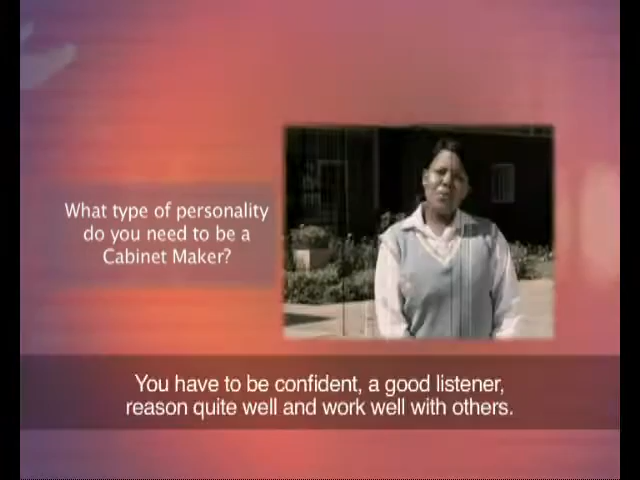 What type of personality
do you need to be a
Cabinet Maker?
You have to be confident, a good listener,
reason quite well and work well with others.